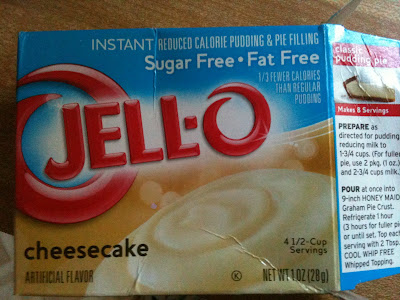 INSTANT REDUCED CALORIE PUDDING & PIE FILLING
Sugar Free • Fat Free
1/3 FEWER CALORIES
THAN REGULAR
PUDDING
JELL-O
cheesecake
ARTIFICIAL FLAVOR
4 1/2-Cup
Servings
K
NET WT 1 OZ (28g)
classic
pudding pie
Makes 8 Servings
PREPARE as
directed for pudding
reducing milk to
1-3/4 cups. (For fuller
pie, use 2 pkg. (1 oz.)
and 2-3/4 cups milk.)
POUR at once into
9-inch HONEY MAID
Graham Pie Crust.
Refrigerate 1 hour
(3 hours for fuller pie)
or until set. Top each
serving with 2 Tbsp.
COOL WHIP FREE
Whipped Topping.